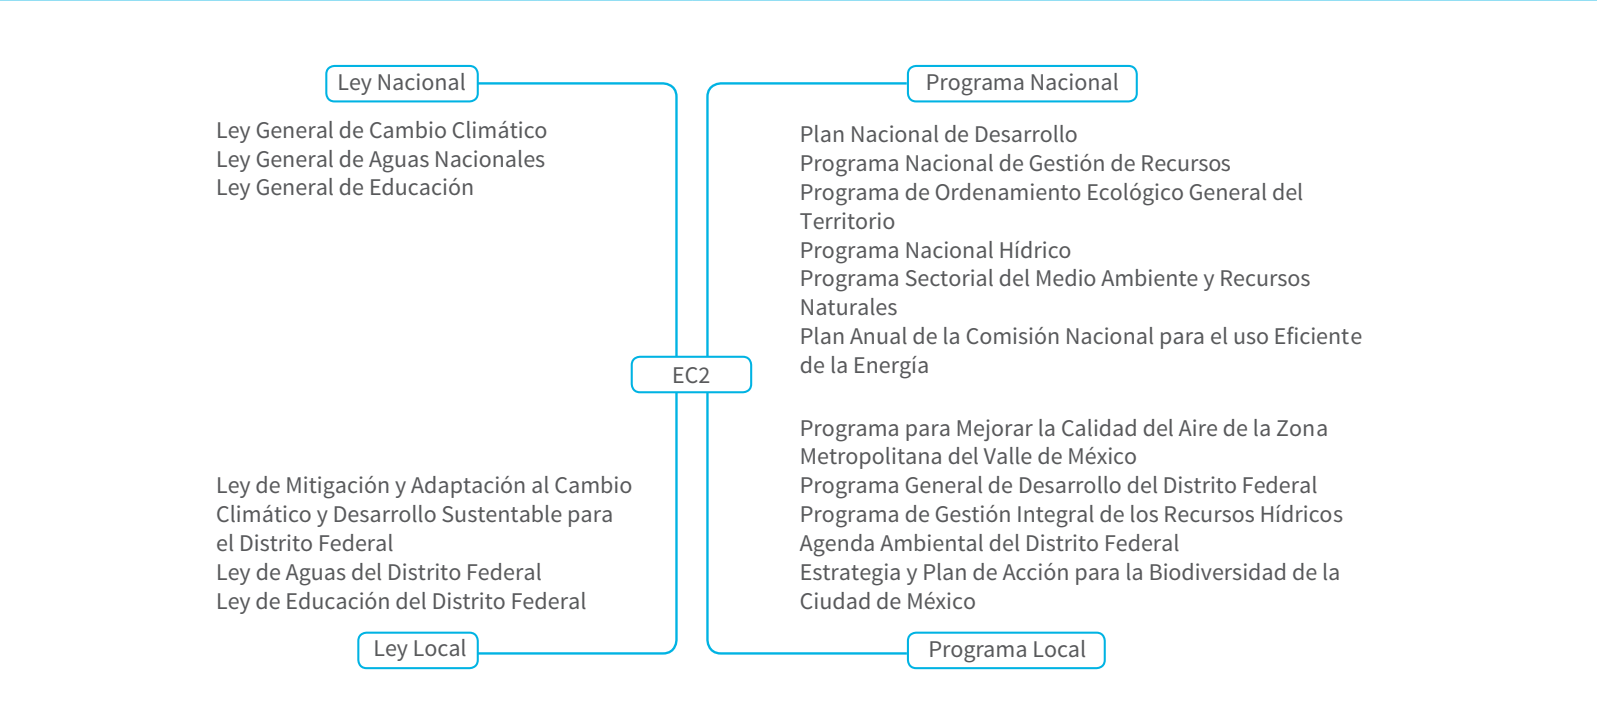 Ley Nacional
Ley General de Cambio Climático
Ley General de Aguas Nacionales
Ley General de Educación
Programa Nacional
Plan Nacional de Desarrollo
Programa Nacional de Gestión de Recursos
Programa de Ordenamiento Ecológico General del
Territorio
Programa Nacional Hídrico
Programa Sectorial del Medio Ambiente y Recursos
Naturales
Plan Anual de la Comisión Nacional para el uso Eficiente
de la Energía
EC2
Ley de Mitigación y Adaptación al Cambio
Climático y Desarrollo Sustentable para
el Distrito Federal
Ley de Aguas del Distrito Federal
Ley de Educación del Distrito Federal
Ley Local
Programa para Mejorar la Calidad del Aire de la Zona
Metropolitana del Valle de México
Programa General de Desarrollo del Distrito Federal
Programa de Gestión Integral de los Recursos Hídricos
Agenda Ambiental del Distrito Federal
Estrategia y Plan de Acción para la Biodiversidad de la
Ciudad de México
Programa Local